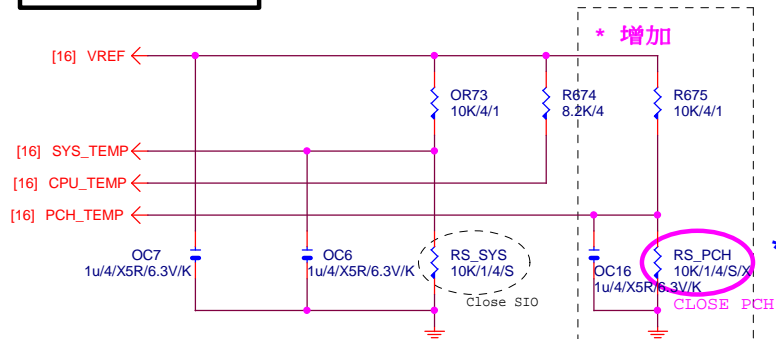 * 增加
[16] VREF
OR73
10K/4/1
R674
8.2K/4
R675
10K/4/1
[16] SYS_TEMP
[16] CPU_TEMP
[16] PCH_TEMP
OC7
1u/4/X5R/6.3V/K
OC6
1u/4/X5R/6.3V/K
RS_SYS
10K/1/4/S
Close SIO
OC16
1u/4/X5R/6.3V/K
RS_PCH
10K/1/4/S/X
CLOSE PCH
*